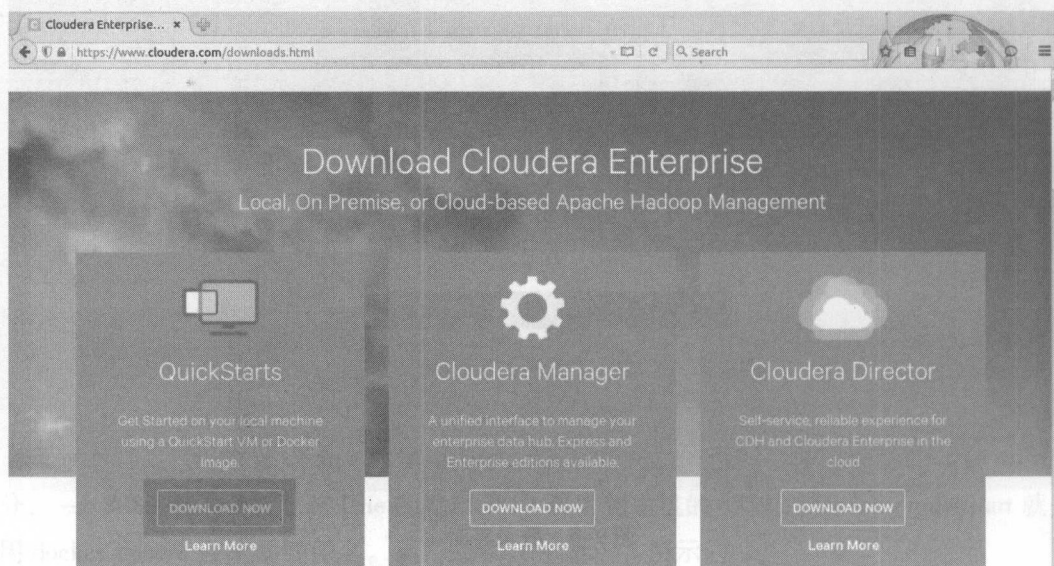 Cloudera Enterprise... ×
https://www.cloudera.com/downloads.html
Search
Download Cloudera Enterprise
Local, On Premise, or Cloud-based Apache Hadoop Management
QuickStarts
Get Started on your local machine
using a QuickStart VM or Docker
image.
DOWNLOAD NOW
Learn More
Cloudera Manager
A unified interface to manage your
enterprise data hub. Express and
Enterprise editions available.
DOWNLOAD NOW
Learn More
Cloudera Director
Self-service, reliable experience for
CDH and Cloudera Enterprise in the
cloud
DOWNLOAD NOW
Learn More